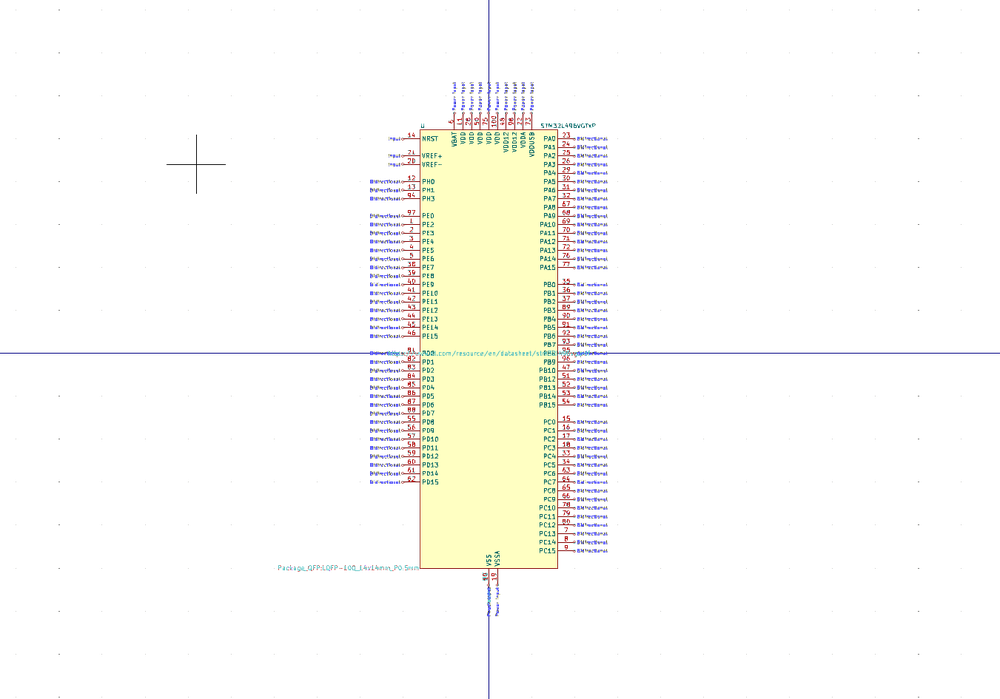 Power Input
Power Input
Power Input
Power Input
Power Input
Power Input
Power Input
Power Input
Power Input
6 VBAT
11 VDD
28 VDD
50 VDD
75 VDD
100 VDD
49 VDD12
98 VDD12
22 VDDA
73 VDDUSB
STM32L496VGTxP
Input 14 NRST
Input 21 VREF+
Input 20 VREF-
Bidirectional 12 PH0
Bidirectional 13 PH1
Bidirectional 94 PH3
Bidirectional 97 PE0
Bidirectional 1 PE2
Bidirectional 2 PE3
Bidirectional 3 PE4
Bidirectional 4 PE5
Bidirectional 5 PE6
Bidirectional 38 PE7
Bidirectional 39 PE8
Bidirectional 40 PE9
Bidirectional 41 PE10
Bidirectional 42 PE11
Bidirectional 43 PE12
Bidirectional 44 PE13
Bidirectional 45 PE14
Bidirectional 46 PE15
Bidirectional 81 PD0
Bidirectional 82 PD1
Bidirectional 83 PD2
Bidirectional 84 PD3
Bidirectional 85 PD4
Bidirectional 86 PD5
Bidirectional 87 PD6
Bidirectional 88 PD7
Bidirectional 55 PD8
Bidirectional 56 PD9
Bidirectional 57 PD10
Bidirectional 58 PD11
Bidirectional 59 PD12
Bidirectional 60 PD13
Bidirectional 61 PD14
Bidirectional 62 PD15
PA0 23 Bidirectional
PA1 24 Bidirectional
PA2 25 Bidirectional
PA3 26 Bidirectional
PA4 29 Bidirectional
PA5 30 Bidirectional
PA6 31 Bidirectional
PA7 32 Bidirectional
PA8 67 Bidirectional
PA9 68 Bidirectional
PA10 69 Bidirectional
PA11 70 Bidirectional
PA12 71 Bidirectional
PA13 72 Bidirectional
PA14 76 Bidirectional
PA15 77 Bidirectional
PB0 35 Bidirectional
PB1 36 Bidirectional
PB2 37 Bidirectional
PB3 89 Bidirectional
PB4 90 Bidirectional
PB5 91 Bidirectional
PB6 92 Bidirectional
PB7 93 Bidirectional
95
PB9 96 Bidirectional
PB10 47 Bidirectional
PB12 51 Bidirectional
PB13 52 Bidirectional
PB14 53 Bidirectional
PB15 54 Bidirectional
PC0 15 Bidirectional
PC1 16 Bidirectional
PC2 17 Bidirectional
PC3 18 Bidirectional
PC4 33 Bidirectional
PC5 34 Bidirectional
PC6 63 Bidirectional
PC7 64 Bidirectional
PC8 65 Bidirectional
PC9 66 Bidirectional
PC10 78 Bidirectional
PC11 79 Bidirectional
PC12 80 Bidirectional
PC13 7 Bidirectional
PC14 8 Bidirectional
PC15 9 Bidirectional
.com/resource/en/datasheet/
VSS
VSSA 19 Power Input
Package_QFP:LQFP-100_14x14mm_P0.5mm